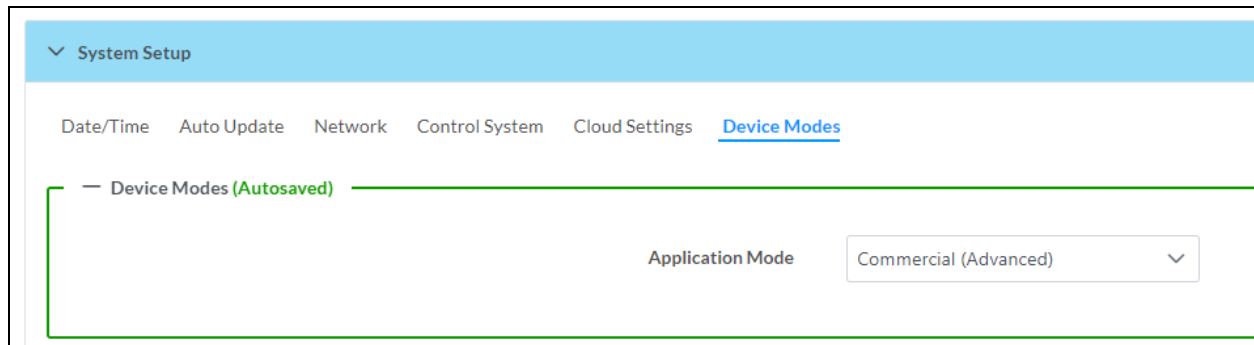 System Setup
Date/Time Auto Update Network Control System Cloud Settings Device Modes
Device Modes (Autosaved)
Application Mode Commercial (Advanced)